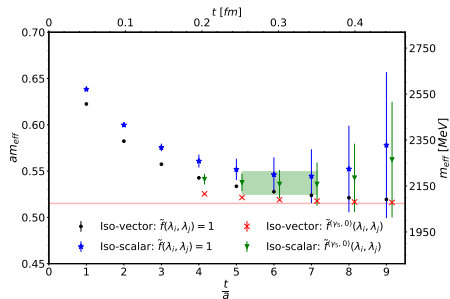 t [fm]
0 0.1 0.2 0.3 0.4
0.70
0.65
0.60
0.55
0.50
0.45
am_eff
2750
2550
2350
2150
1950
m_eff [MeV]
Iso-vector: f̃(λ_i, λ_j) = 1
Iso-scalar: f̃(λ_i, λ_j) = 1
Iso-vector: f̃^(γ₅, 0)(λ_i, λ_j)
Iso-scalar: f̃^(γ₅, 0)(λ_i, λ_j)
0 1 2 3 4 5 6 7 8 9
t/a